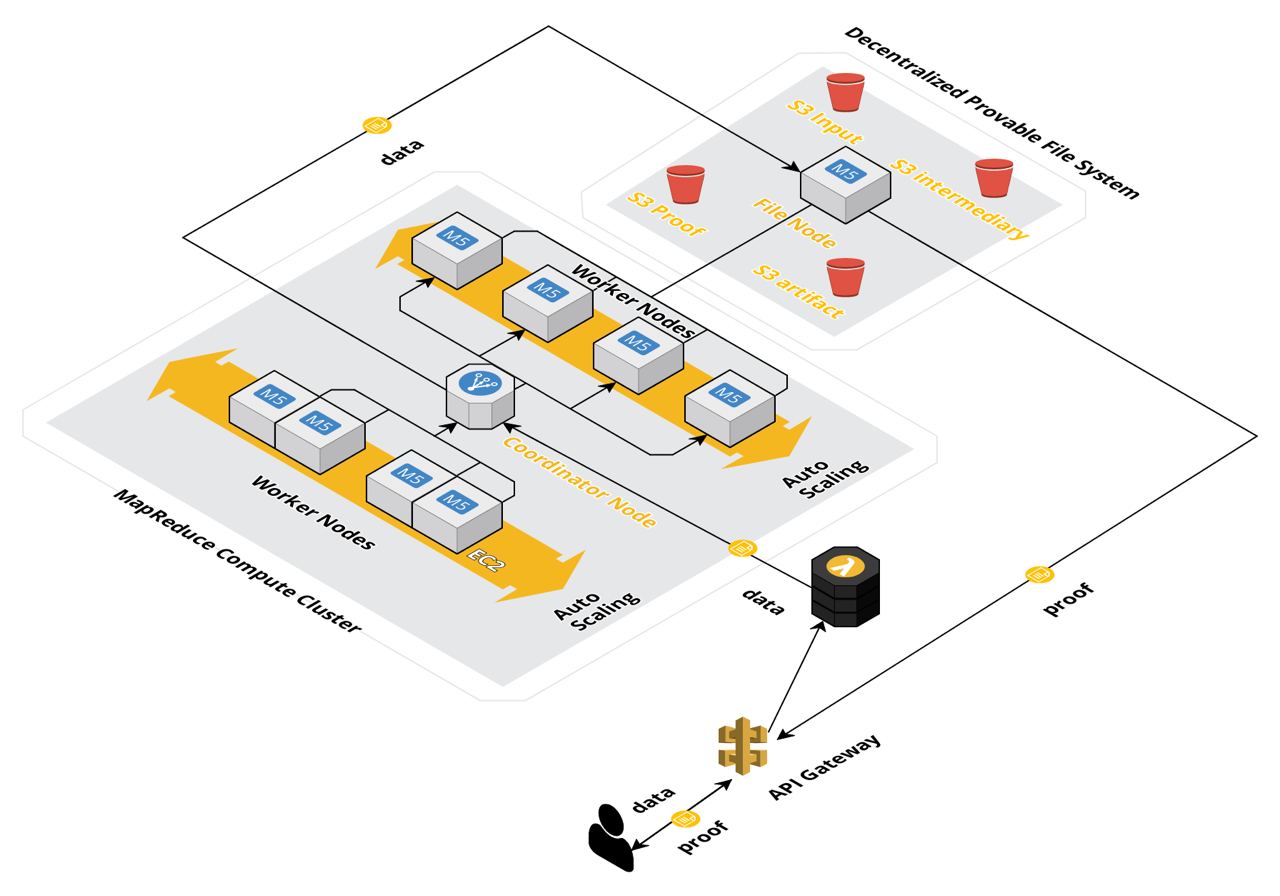 Decentralized Provable File System
S3 Input
M5
S3 intermediary
S3 Proof
File Node
S3 artifact
data
M5
M5
M5
M5
Worker Nodes
Auto
Scaling
M5
M5
M5
M5
Coordinator Node
Worker Nodes
EC2
Auto
Scaling
MapReduce Compute Cluster
data
λ
proof
API Gateway
data
proof